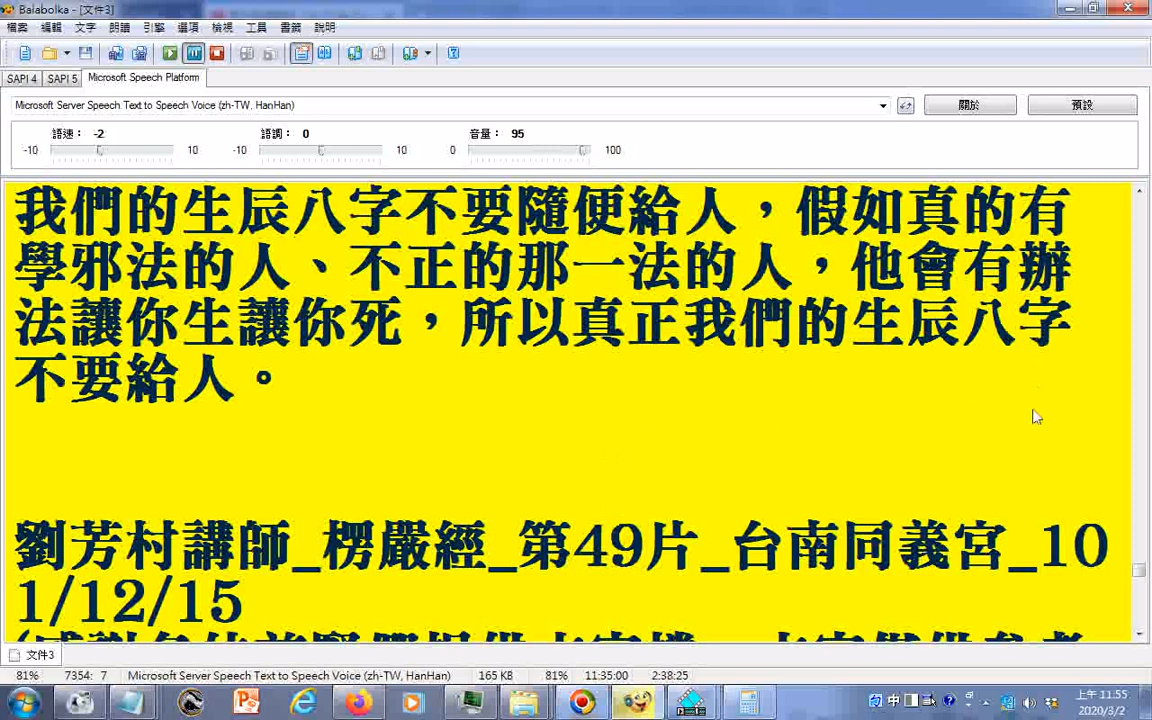 Balabolka - [文件3]
檔案 編輯 文字 朗讀 引擎 選項 檢視 工具 書籤 說明
SAPI 4 SAPI 5 Microsoft Speech Platform
Microsoft Server Speech Text to Speech Voice (zh-TW, HanHan) 關於 預設
語速： -2 語調： 0 音量： 95
-10 10 -10 10 0 100
我們的生辰八字不要隨便給人，假如真的有
學邪法的人、不正的那一法的人，他會有辦
法讓你生讓你死，所以真正我們的生辰八字
不要給人。
劉芳村講師_楞嚴經_第49片_台南同義宮_10
1/12/15
文件3
81% 7354: 7 Microsoft Server Speech Text to Speech Voice (zh-TW, HanHan) 165 KB 81% 11:35:00 2:38:25
中
上午 11:55
2020/3/2